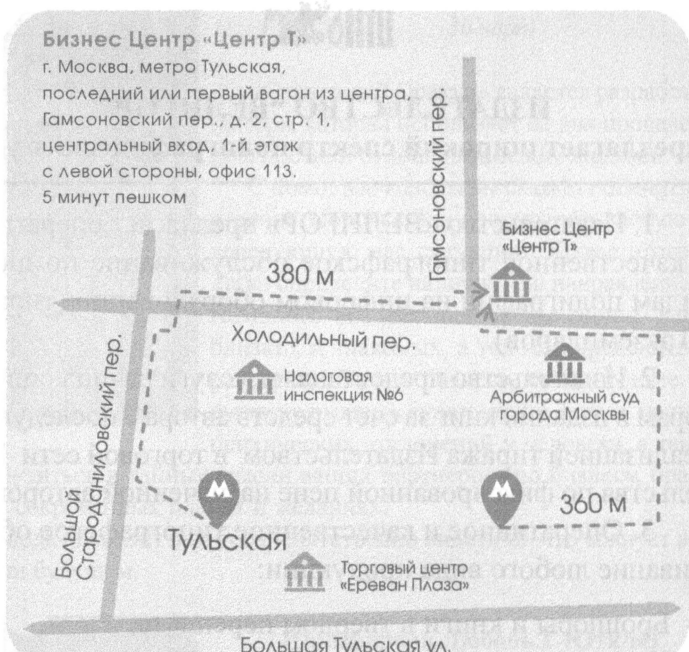 Бизнес Центр «Центр Т»
г. Москва, метро Тульская,
последний или первый вагон из центра,
Гамсоновский пер., д. 2, стр. 1,
центральный вход, 1-й этаж
с левой стороны, офис 113.
5 минут пешком
Гамсоновский пер.
Бизнес Центр
«Центр Т»
380 м
Холодильный пер.
Налоговая
инспекция №6
Арбитражный суд
города Москвы
Большой
Староданиловский пер.
Тульская
360 м
Торговый центр
«Ереван Плаза»
Большая Тульская ул.